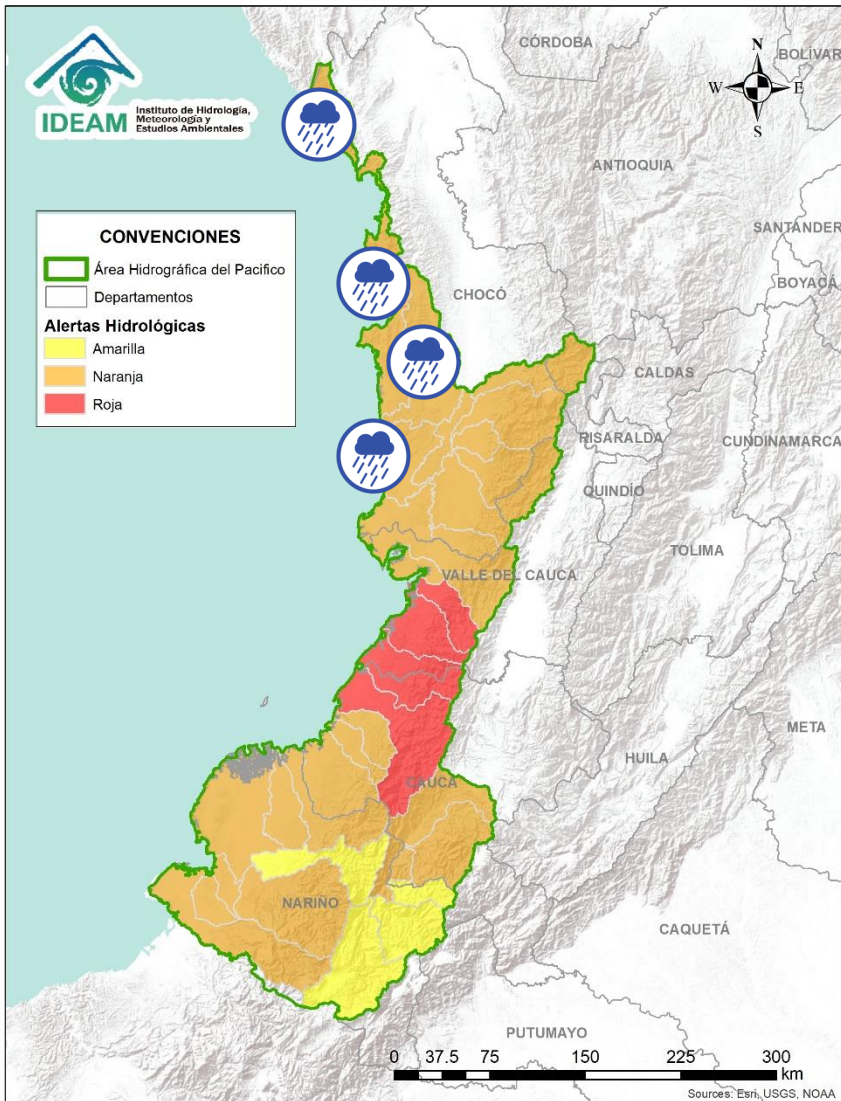 IDEAM
Instituto de Hidrología,
Meteorología y
Estudios Ambientales
CÓRDOBA
BOLÍVAR
N
W
E
S
ANTIOQUIA
SANTANDER
BOYACÁ
CONVENCIONES
Área Hidrográfica del Pacifico
Departamentos
Alertas Hidrológicas
Amarilla
Naranja
Roja
CHOCÓ
CALDAS
RISARALDA
CUNDINAMARCA
QUINDÍO
TOLIMA
VALLE DEL CAUCA
META
HUILA
CAUCA
NARIÑO
CAQUETÁ
PUTUMAYO
0 37.5 75 150 225 300
km
Sources: Esri, USGS, NOAA